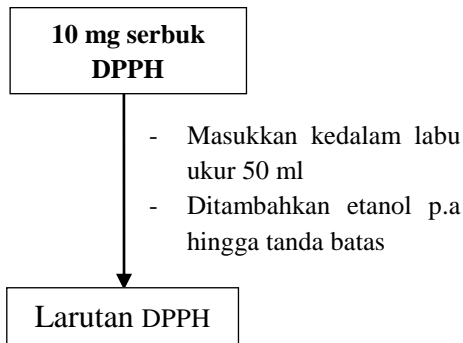 10 mg serbuk
DPPH
- Masukkan kedalam labu
ukur 50 ml
- Ditambahkan etanol p.a
hingga tanda batas
Larutan DPPH